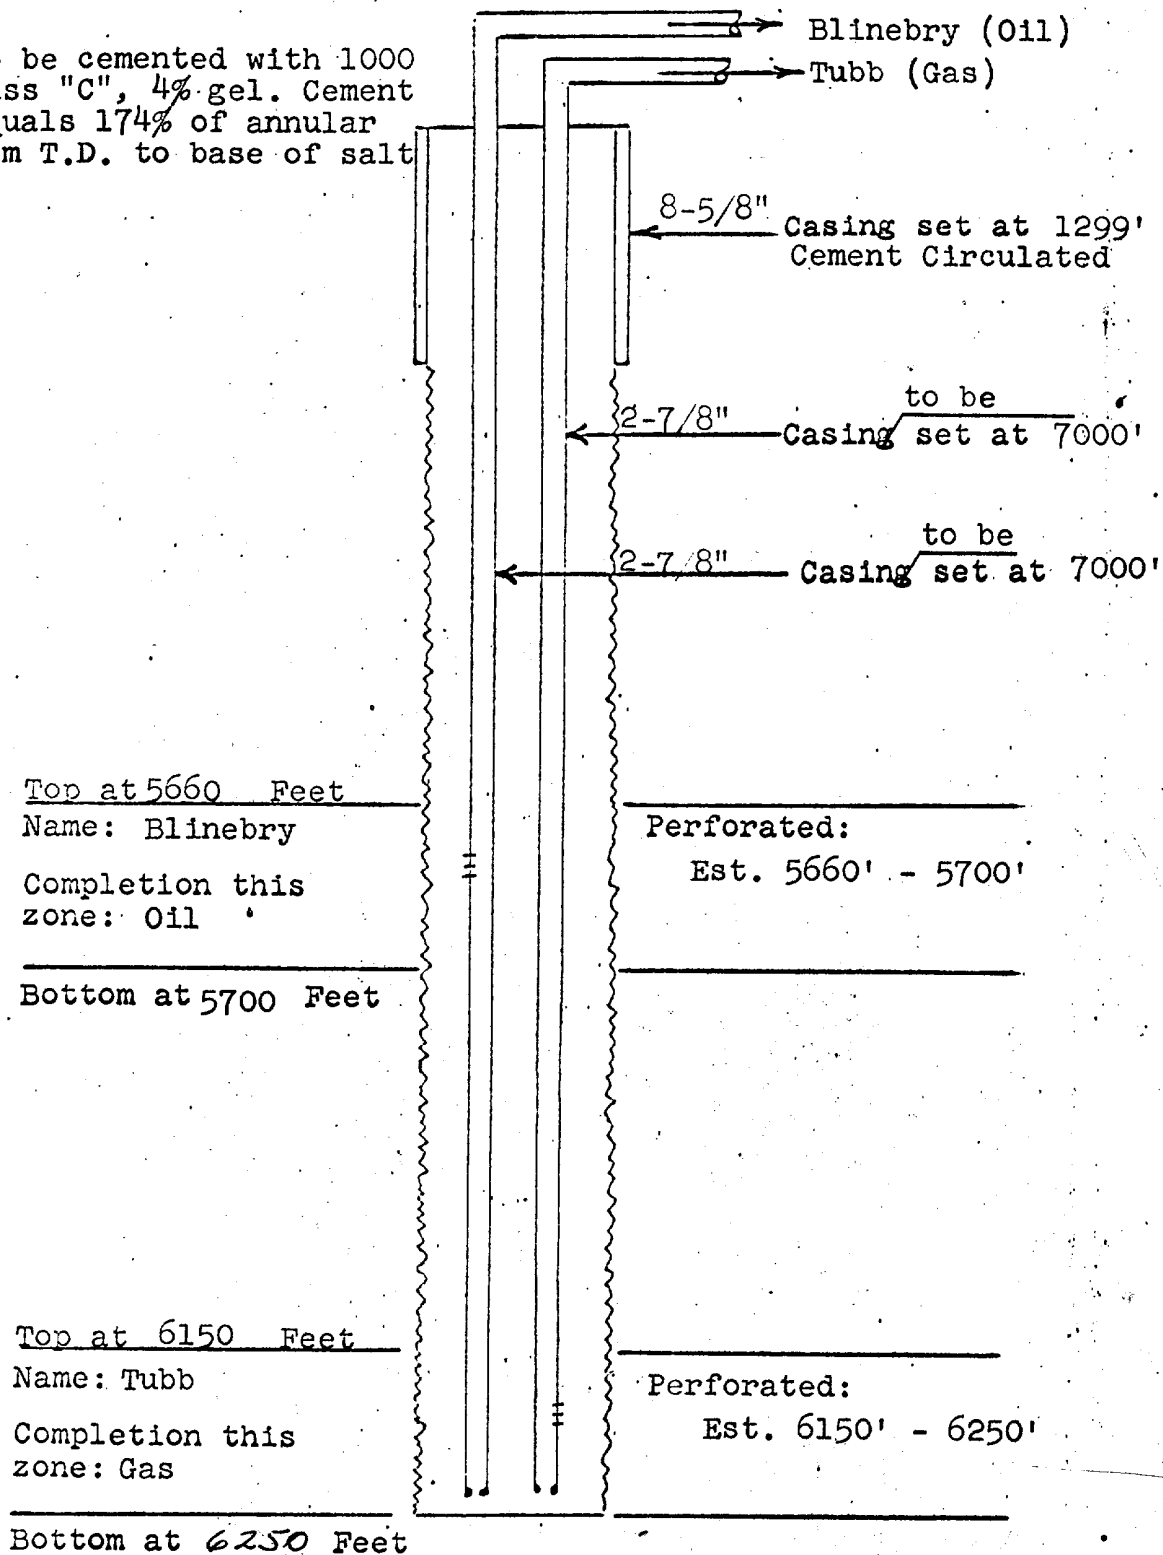 Blinebry (Oil)
Tubb (Gas)
be cemented with 1000
ss "C", 4% gel. Cement
uals 174% of annular
m T.D. to base of salt
8-5/8" Casing set at 1299'
Cement Circulated
to be
2-7/8" Casing set at 7000'
to be
2-7/8" Casing set at 7000'
Top at 5660 Feet
Name: Blinebry
Completion this
zone: Oil
Bottom at 5700 Feet
Perforated:
Est. 5660' - 5700'
Top at 6150 Feet
Name: Tubb
Completion this
zone: Gas
Bottom at 6250 Feet
Perforated:
Est. 6150' - 6250'